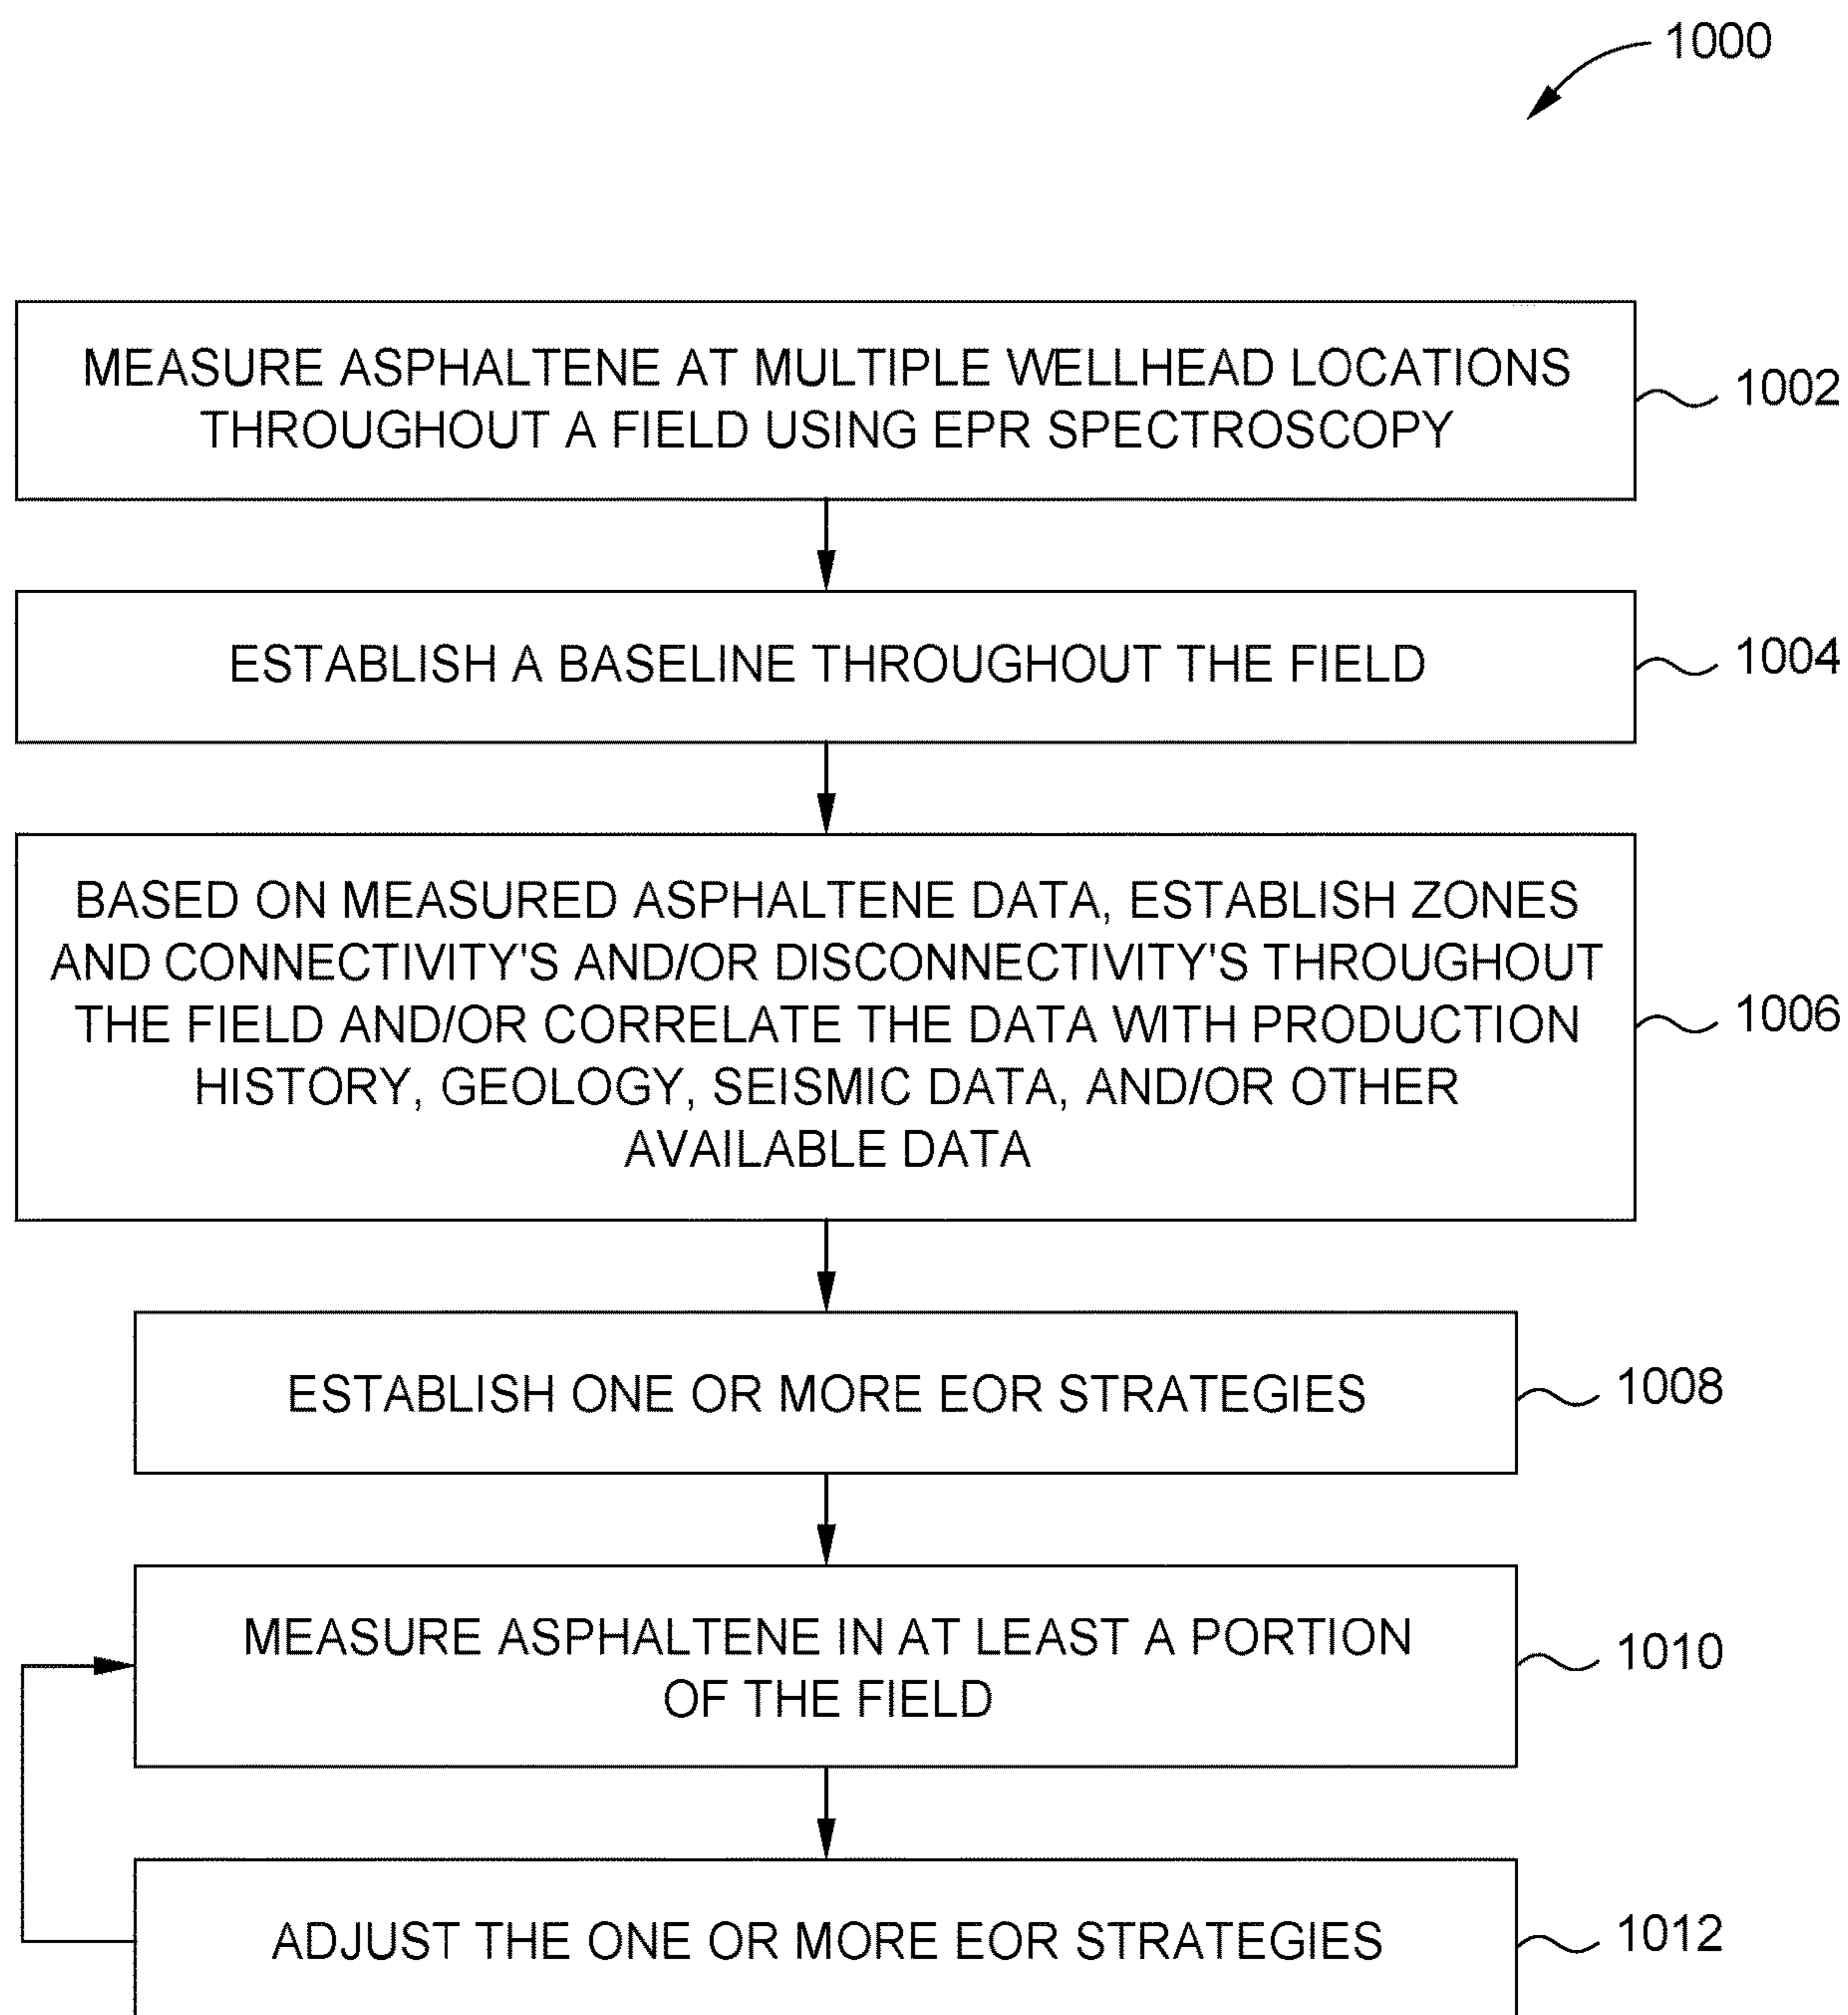 1000
MEASURE ASPHALTENE AT MULTIPLE WELLHEAD LOCATIONS
THROUGHOUT A FIELD USING EPR SPECTROSCOPY
1002
ESTABLISH A BASELINE THROUGHOUT THE FIELD
1004
BASED ON MEASURED ASPHALTENE DATA, ESTABLISH ZONES
AND CONNECTIVITY'S AND/OR DISCONNECTIVITY'S THROUGHOUT
THE FIELD AND/OR CORRELATE THE DATA WITH PRODUCTION
HISTORY, GEOLOGY, SEISMIC DATA, AND/OR OTHER
AVAILABLE DATA
1006
ESTABLISH ONE OR MORE EOR STRATEGIES
1008
MEASURE ASPHALTENE IN AT LEAST A PORTION
OF THE FIELD
1010
ADJUST THE ONE OR MORE EOR STRATEGIES
1012